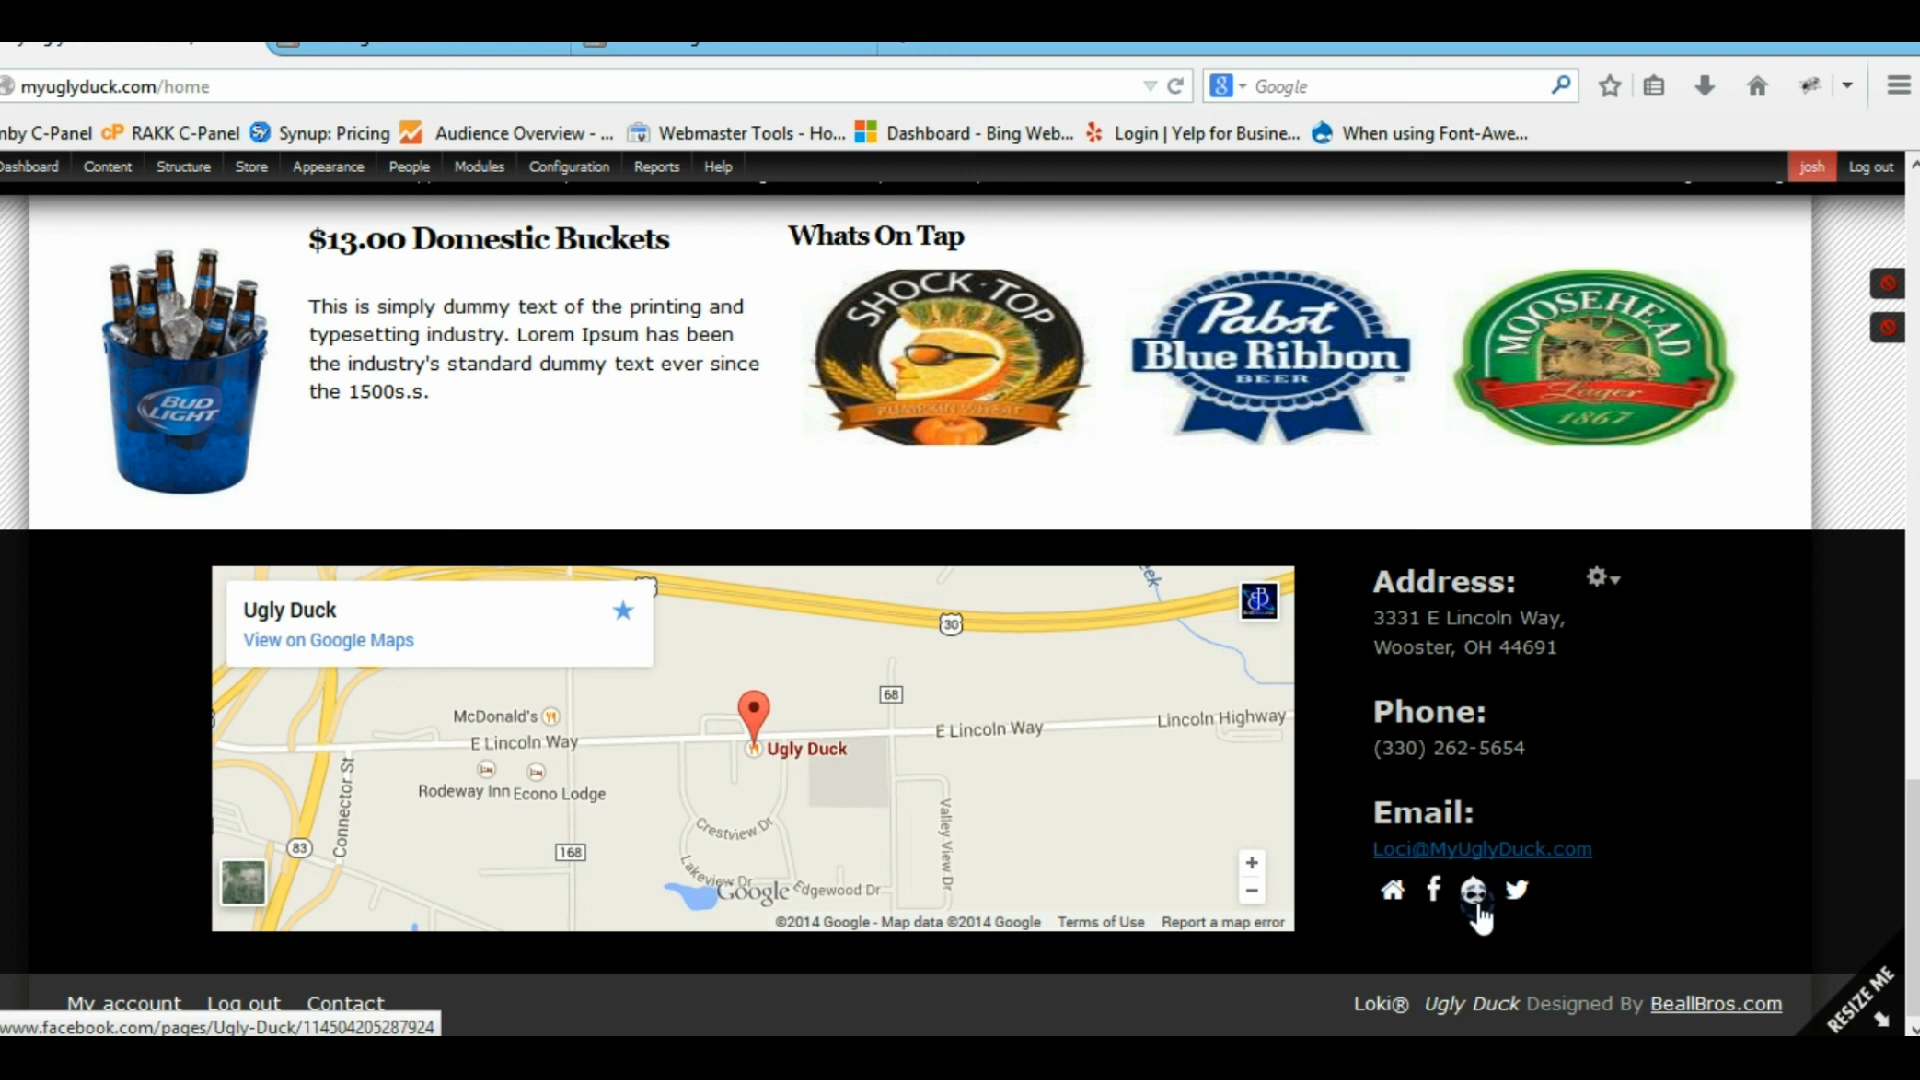 myuglyduck.com/home
Google
mby C-Panel
RAKK C-Panel
Synup: Pricing
Audience Overview - ...
Webmaster Tools - Ho...
Dashboard - Bing Web...
Login | Yelp for Busine...
When using Font-Awe...
Dashboard
Content
Structure
Store
Appearance
People
Modules
Configuration
Reports
Help
josh
Log out
$13.00 Domestic Buckets
This is simply dummy text of the printing and
typesetting industry. Lorem Ipsum has been
the industry's standard dummy text ever since
the 1500s.s.
BUD
LIGHT
Whats On Tap
SHOCK·TOP
PUMPKIN WHEAT
Pabst
Blue Ribbon
BEER
MOOSEHEAD
Lager
1867
Ugly Duck
View on Google Maps
30
68
McDonald's
E Lincoln Way
E Lincoln Way
Lincoln Highway
Ugly Duck
Rodeway Inn
Econo Lodge
Connector St
Crestview Dr
Valley View Dr
83
168
Lakeview Dr
Google
Edgewood Dr
©2014 Google - Map data ©2014 Google
Terms of Use
Report a map error
Address:
3331 E Lincoln Way,
Wooster, OH 44691
Phone:
(330) 262-5654
Email:
Loci@MyUglyDuck.com
My account
Log out
Contact
www.facebook.com/pages/Ugly-Duck/114504205287924
Loki® Ugly Duck Designed By BeallBros.com
RESIZE ME